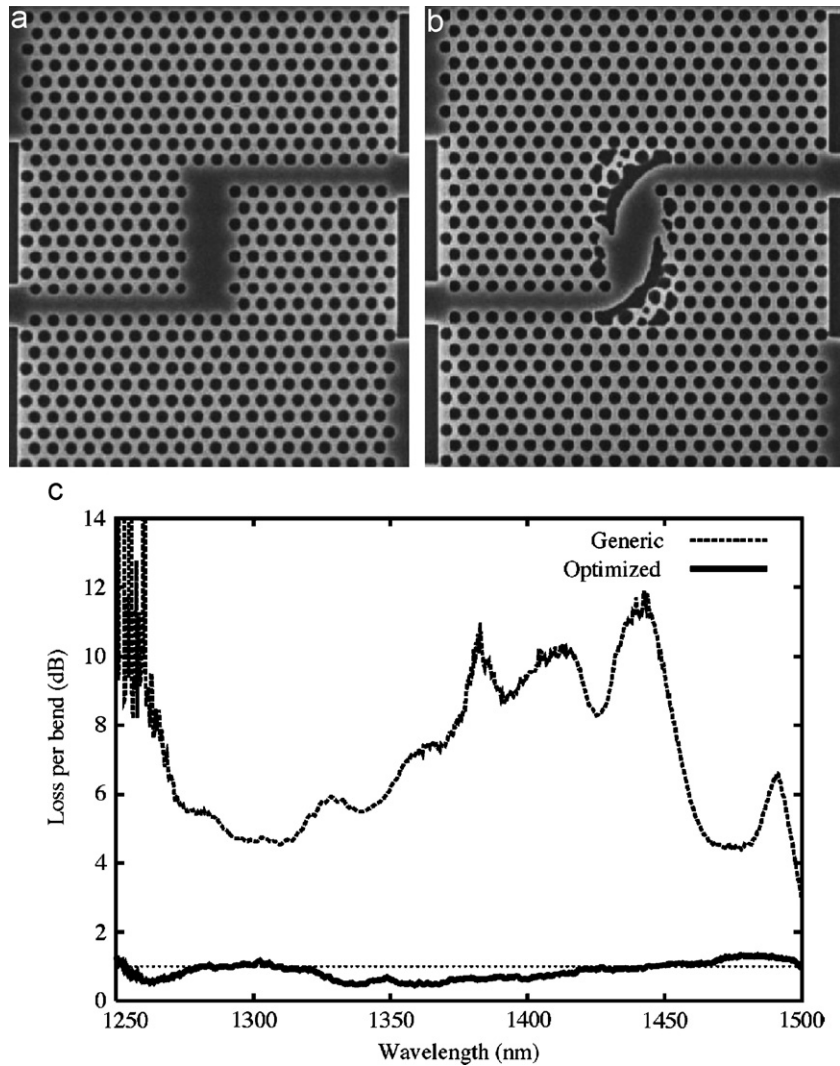 a
b
c
14
12
10
8
6
4
2
0
Loss per bend (dB)
Generic
Optimized
1250 1300 1350 1400 1450 1500
Wavelength (nm)